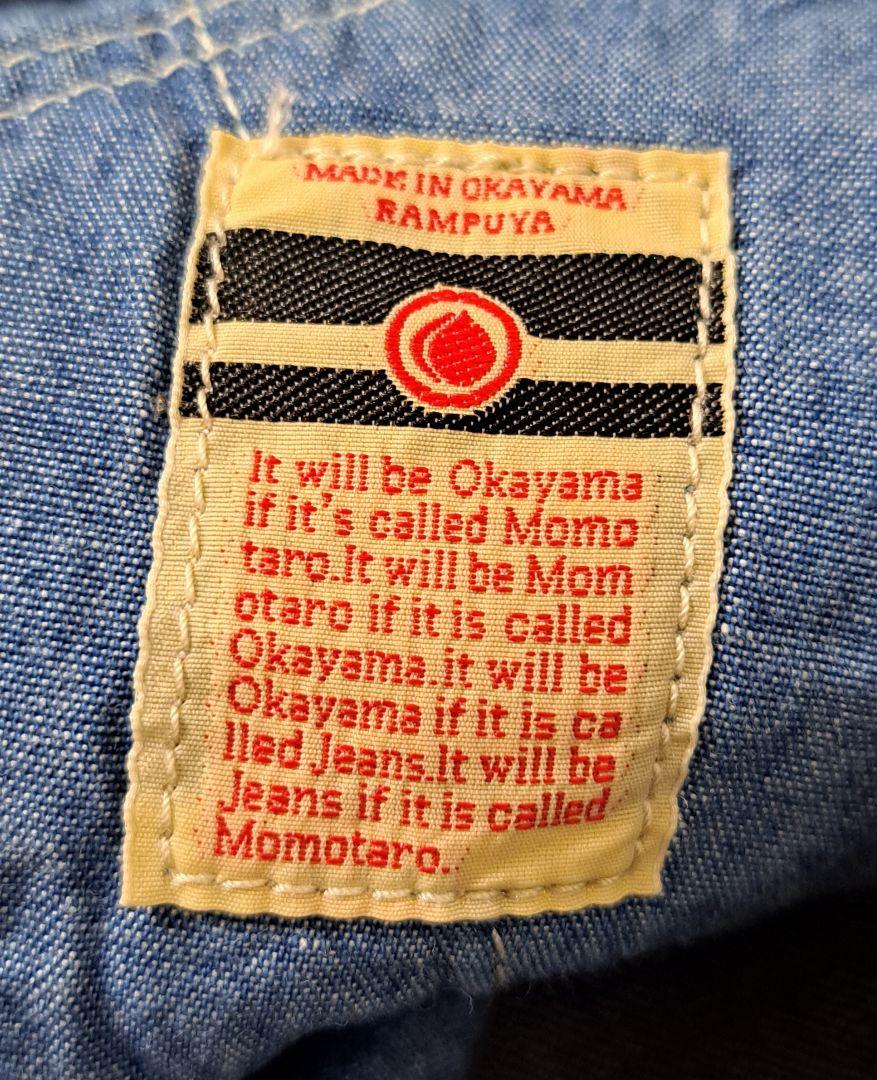 MADE IN OKAYAMA
RAMPUYA
It will be Okayama
if it's called Momo
taro.It will be Mom
otaro if it is called
Okayama.it will be
Okayama if it is ca
lled Jeans.It will be
Jeans if it is called
Momotaro.